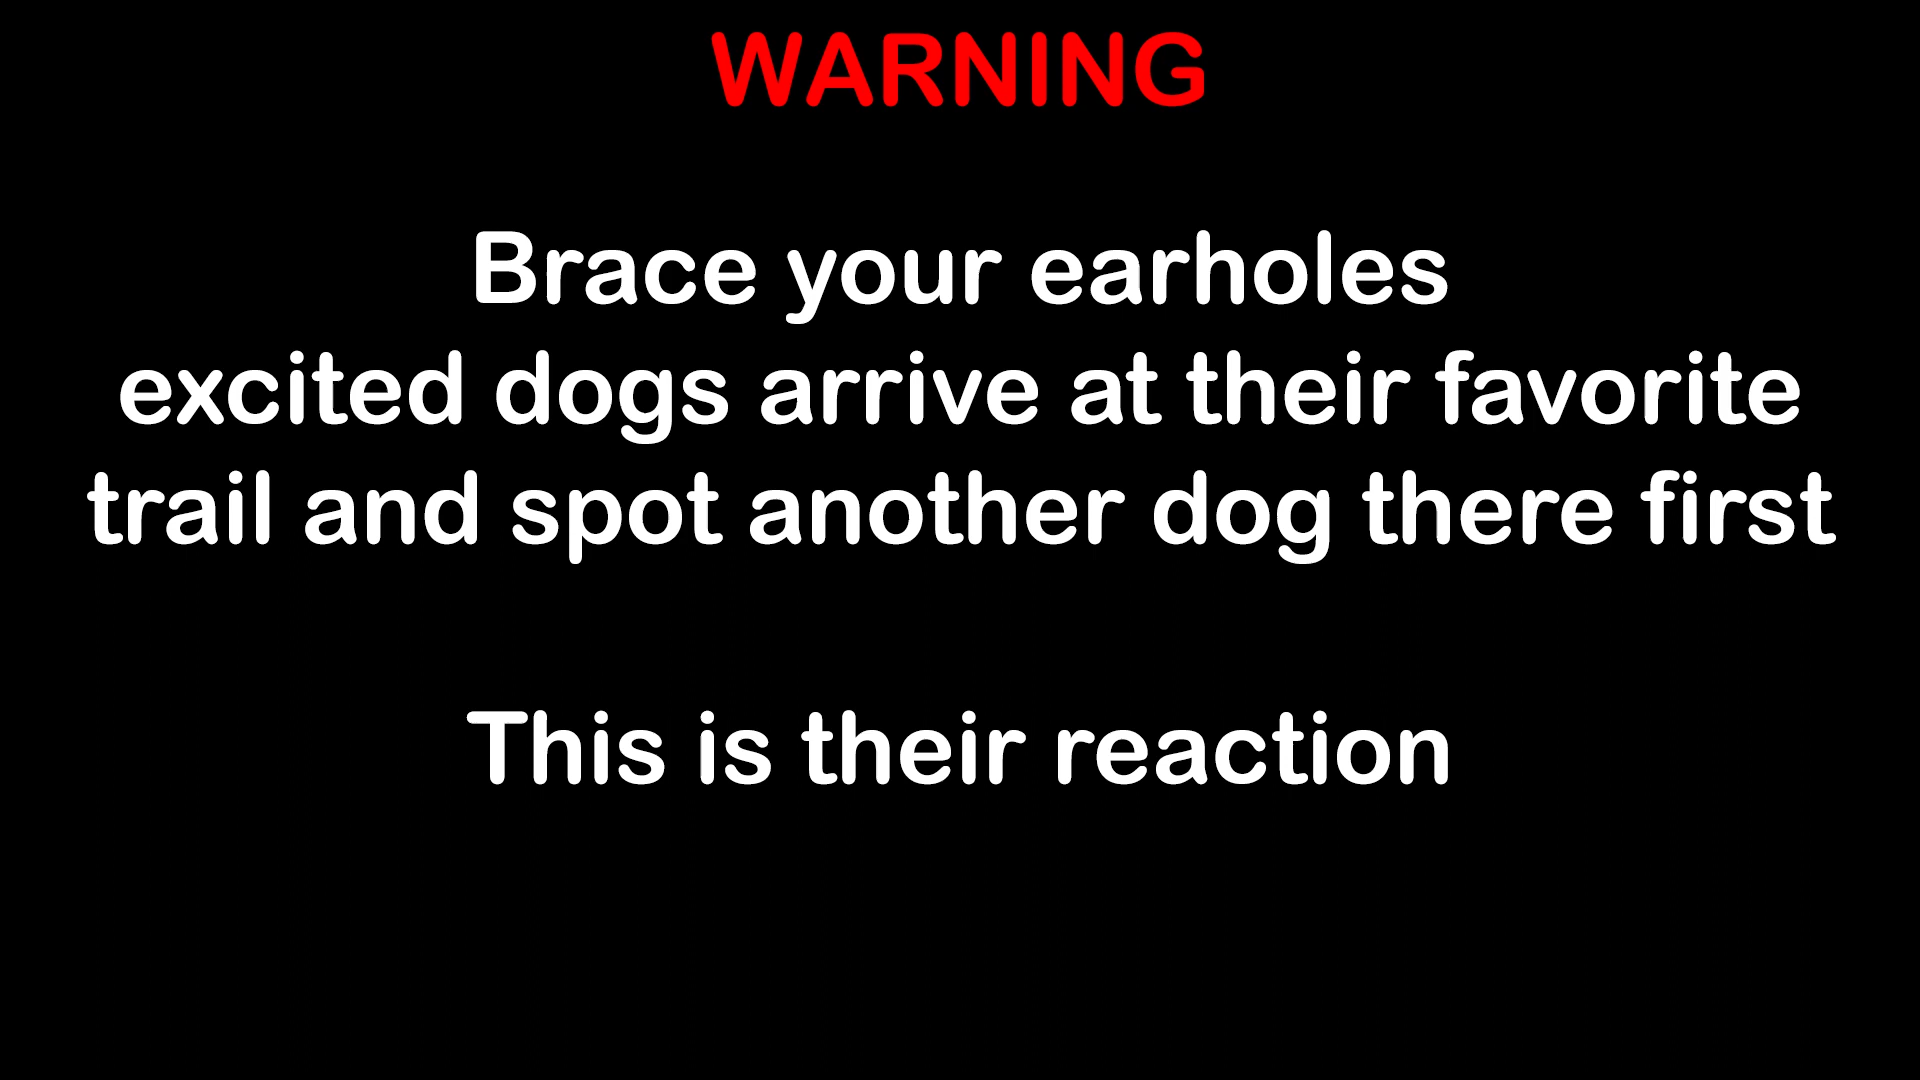 WARNING
Brace your earholes
excited dogs arrive at their favorite
trail and spot another dog there first
This is their reaction